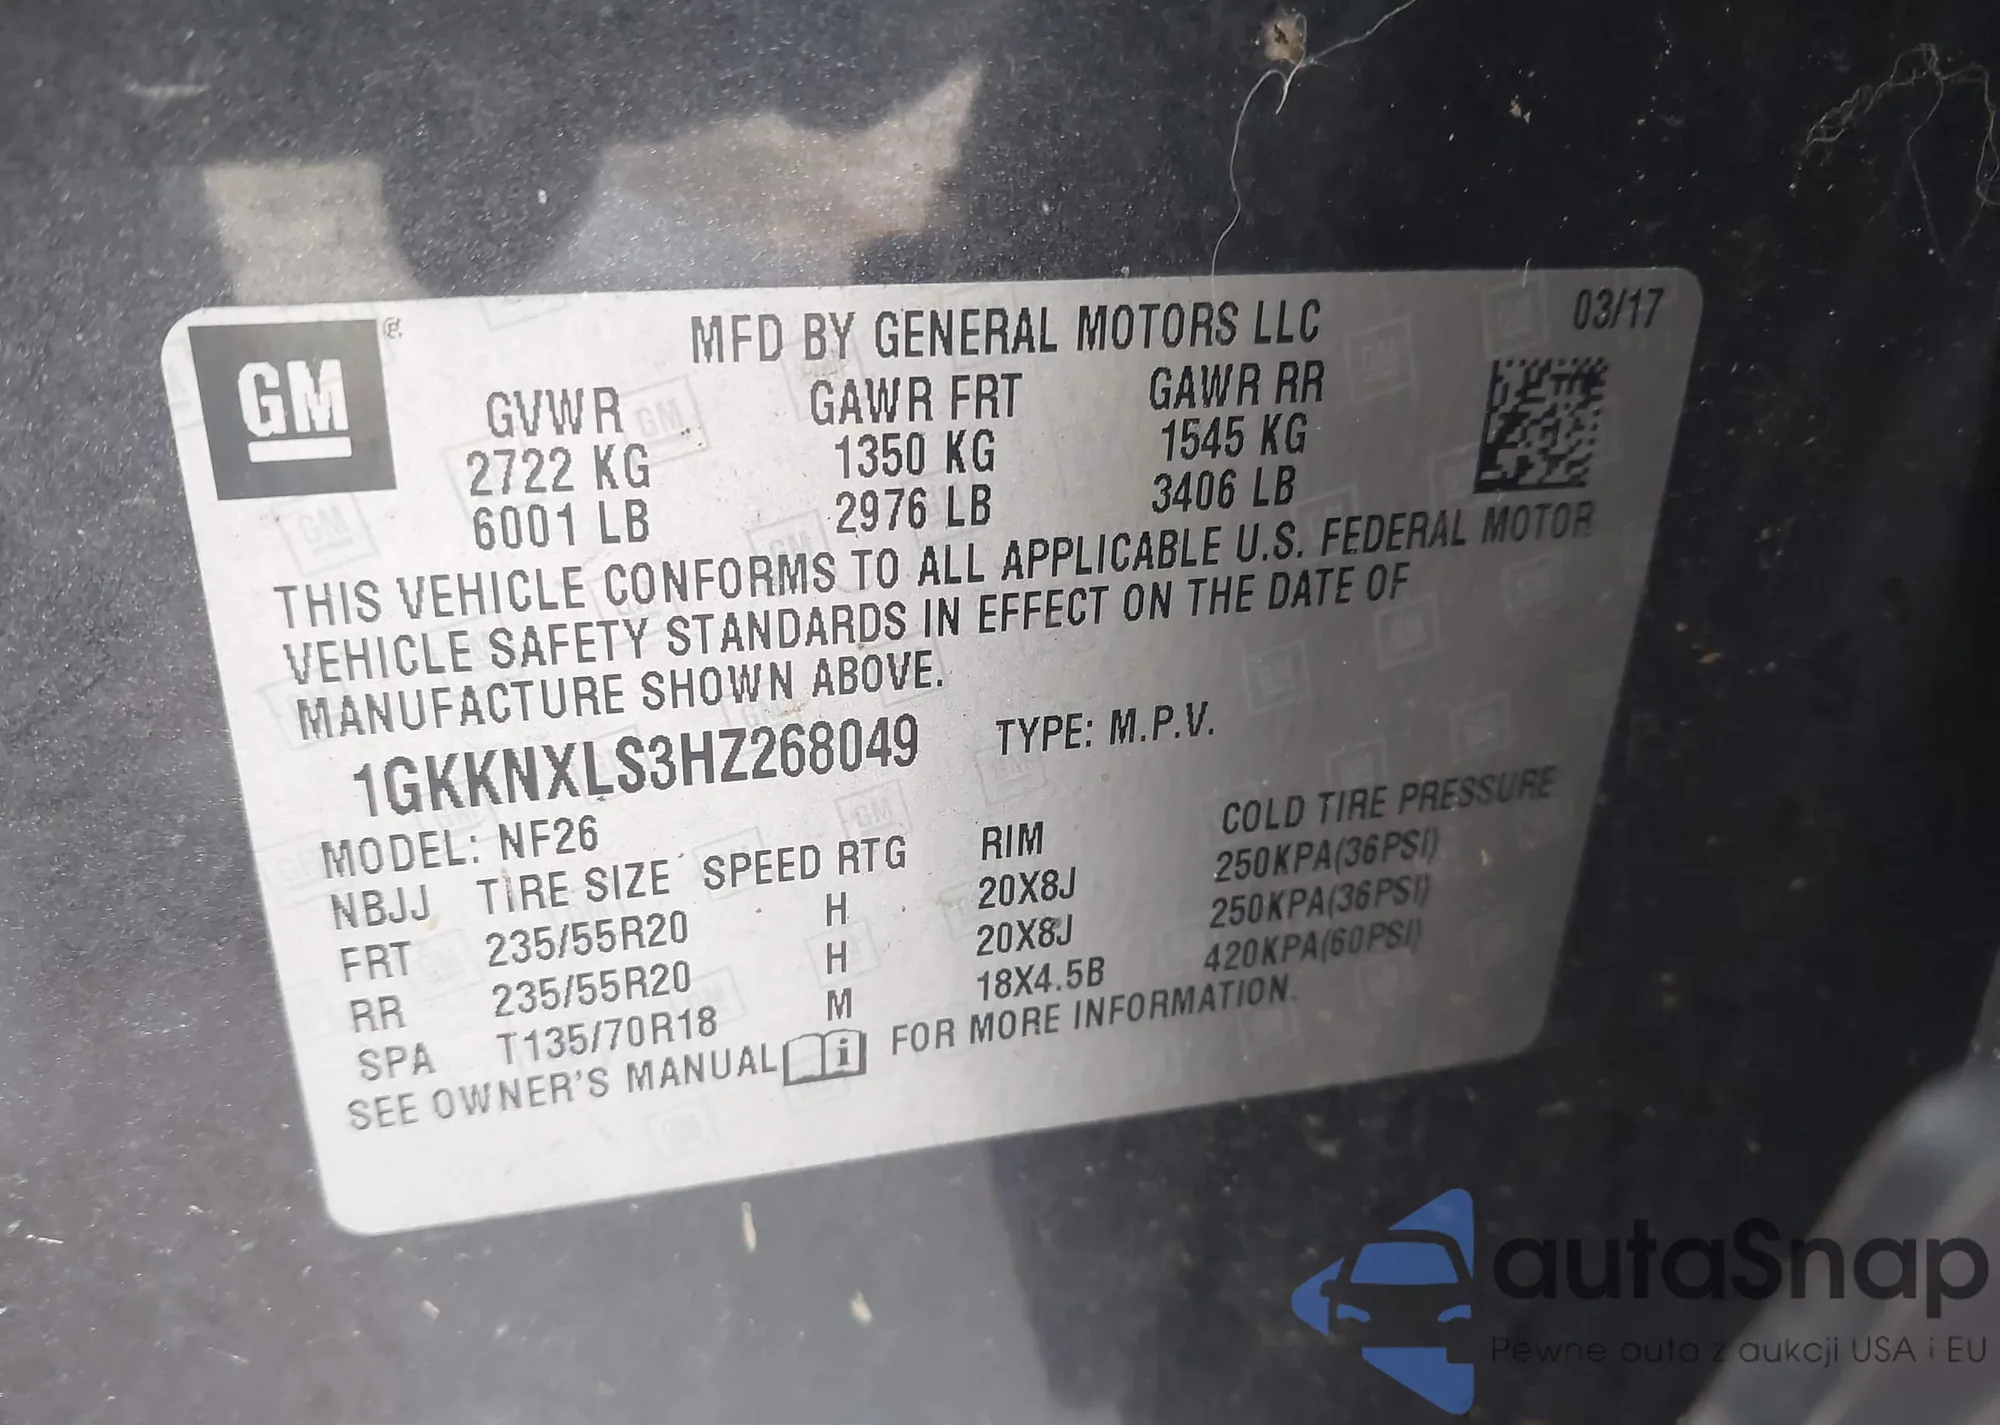 GM
MFD BY GENERAL MOTORS LLC 03/17
GVWR GAWR FRT GAWR RR
2722 KG 1350 KG 1545 KG
6001 LB 2976 LB 3406 LB
THIS VEHICLE CONFORMS TO ALL APPLICABLE U.S. FEDERAL MOTOR
VEHICLE SAFETY STANDARDS IN EFFECT ON THE DATE OF
MANUFACTURE SHOWN ABOVE.
1GKKNXLS3HZ268049 TYPE: M.P.V.
MODEL: NF26
NBJJ TIRE SIZE SPEED RTG RIM COLD TIRE PRESSURE
FRT 235/55R20 H 20X8J 250KPA(36PSI)
RR 235/55R20 H 20X8J 250KPA(36PSI)
SPA T135/70R18 M 18X4.5B 420KPA(60PSI)
SEE OWNER'S MANUAL FOR MORE INFORMATION.
autaSnap
Pewne auta z aukcji USA i EU